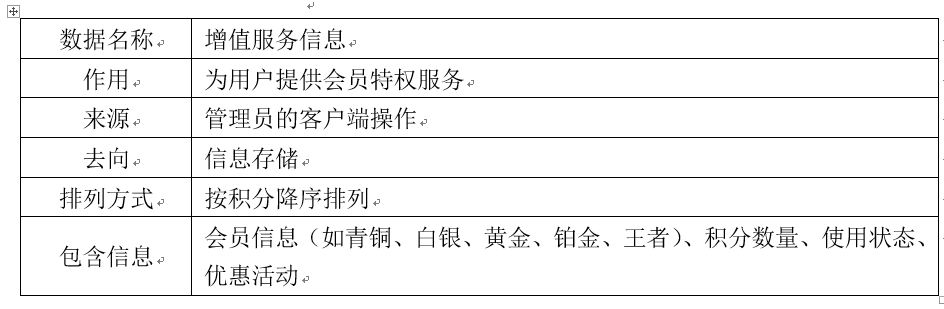 数据名称 增值服务信息
作用 为用户提供会员特权服务
来源 管理员的客户端操作
去向 信息存储
排列方式 按积分降序排列
包含信息 会员信息（如青铜、白银、黄金、铂金、王者）、积分数量、使用状态、
优惠活动